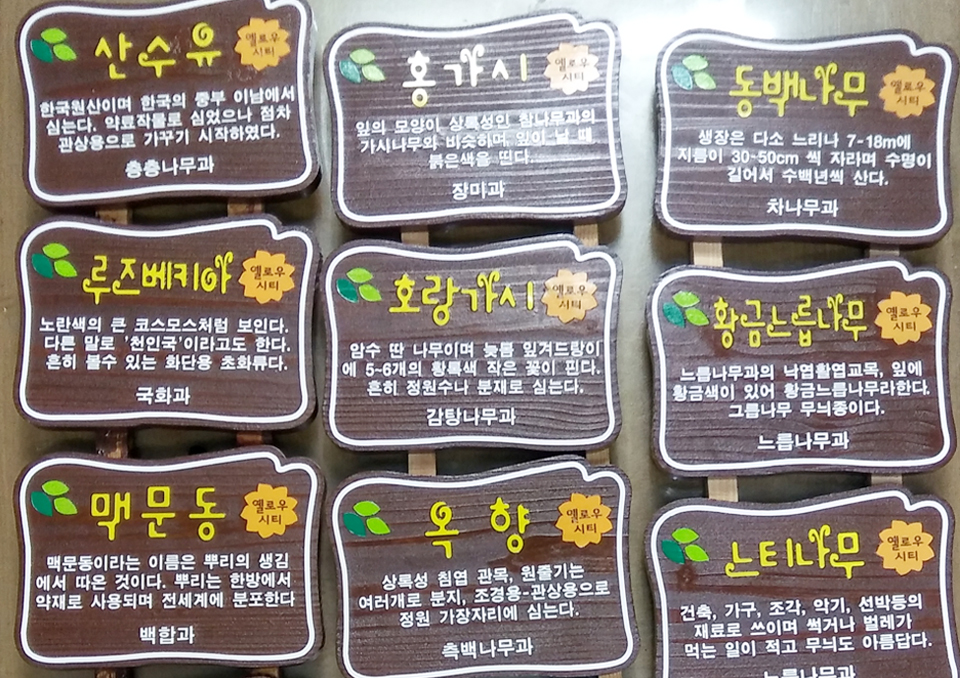 산수유
옐로우
시티
한국원산이며 한국의 중부 이남에서
심는다. 약료작물로 심었으나 점차
관상용으로 가꾸기 시작하였다.
층층나무과
홍가시
옐로우
시티
잎의 모양이 상록성인 참나무과의
가시나무와 비슷하며, 잎이 날 때
붉은색을 띤다.
장미과
동백나무
옐로우
시티
생장은 다소 느리나 7-18m에
지름이 30~50cm 씩 자라며 수명이
길어서 수백년씩 산다.
차나무과
루즈베키아
옐로우
시티
노란색의 큰 코스모스처럼 보인다.
다른 말로 '천인국'이라고도 한다.
흔히 볼수 있는 화단용 초화류다.
국화과
호랑가시
옐로우
시티
암수 딴 나무이며 늦봄 잎겨드랑이
에 5-6개의 황록색 작은 꽃이 핀다.
흔히 정원수나 분재로 심는다.
감탕나무과
황금느릅나무
옐로우
시티
느릅나무과의 낙엽활엽교목, 잎에
황금색이 있어 황금느릅나무라한다.
그릅나무 무늬종이다.
느릅나무과
맥문동
옐로우
시티
맥문동이라는 이름은 뿌리의 생김
에서 따온 것이다. 뿌리는 한방에서
약재로 사용되며 전세계에 분포한다
백합과
옥향
옐로우
시티
상록성 침엽 관목, 원줄기는
여러개로 분지, 조경용-관상용으로
정원 가장자리에 심는다.
측백나무과
느티나무
옐로우
시티
건축, 가구, 조각, 악기, 선박등의
재료로 쓰이며 썩거나 벌레가
먹는 일이 적고 무늬도 아름답다.
느릅나무과